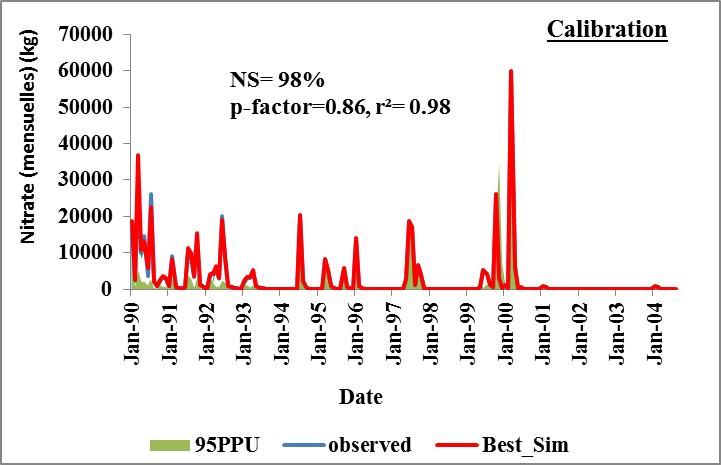 Calibration
NS= 98%
p-factor=0.86, r²= 0.98
Nitrate (mensuelles) (kg)
70000
60000
50000
40000
30000
20000
10000
0
Jan-90
Jan-91
Jan-92
Jan-93
Jan-94
Jan-95
Jan-96
Jan-97
Jan-98
Jan-99
Jan-00
Jan-01
Jan-02
Jan-03
Jan-04
Date
95PPU observed Best_Sim